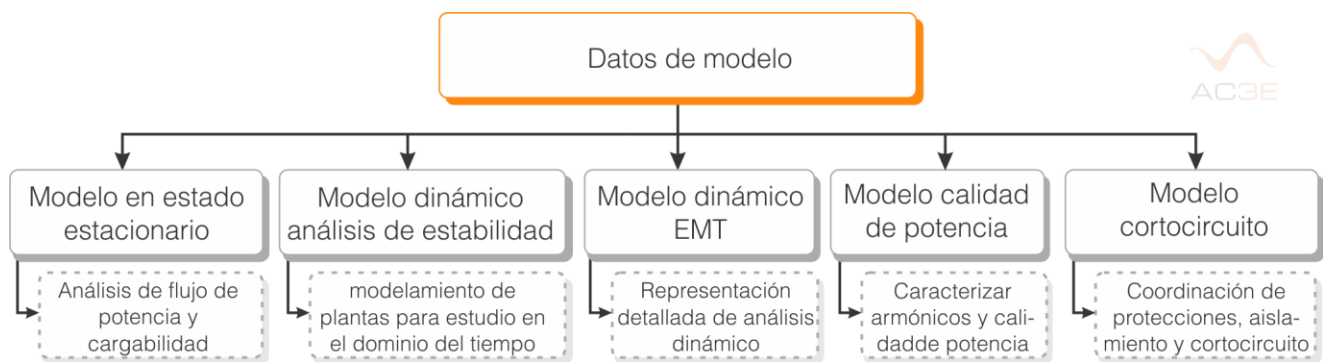 Datos de modelo
AC3E
Modelo en estado
estacionario
Modelo dinámico
análisis de estabilidad
Modelo dinámico
EMT
Modelo calidad
de potencia
Modelo
cortocircuito
Análisis de flujo de
potencia y
cargabilidad
modelamiento de
plantas para estudio en
el dominio del tiempo
Representación
detallada de análisis
dinámico
Caracterizar
armónicos y cali-
dadde potencia
Coordinación de
protecciones, aisla-
miento y cortocircuito